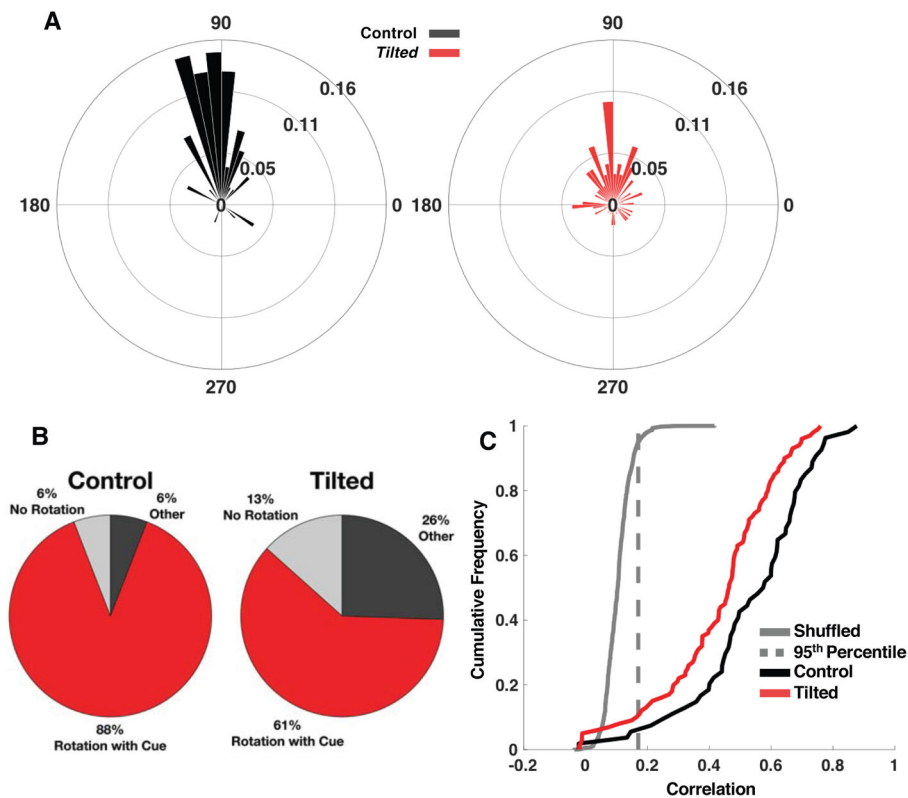 A
90
Control
Tilted
0.16
0.11
0.05
180
0
0
270
90
0.16
0.11
0.05
180
0
0
270
B
Control
6%
No Rotation
6%
Other
88%
Rotation with Cue
Tilted
13%
No Rotation
26%
Other
61%
Rotation with Cue
C
Cumulative Frequency
1
0.8
0.6
0.4
0.2
0
-0.2
0
0.2
0.4
0.6
0.8
1
Correlation
Shuffled
95th Percentile
Control
Tilted